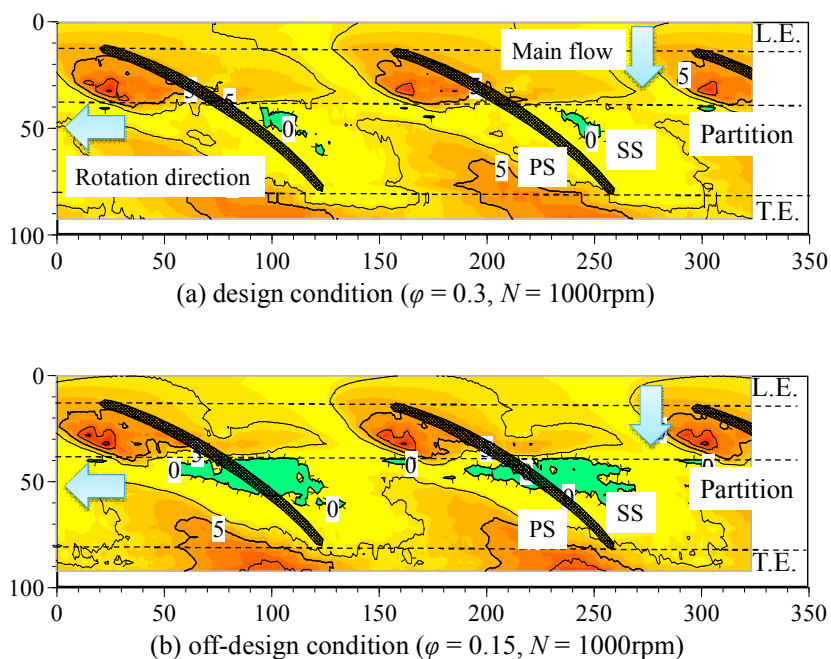 0
L.E.
Main flow
5
5
5
5
50
0
0
Partition
SS
PS
5
Rotation direction
T.E.
100
0 50 100 150 200 250 300 350
(a) design condition (φ = 0.3, N = 1000rpm)
0
L.E.
0
0
50
0
0
Partition
SS
PS
5
T.E.
100
0 50 100 150 200 250 300 350
(b) off-design condition (φ = 0.15, N = 1000rpm)